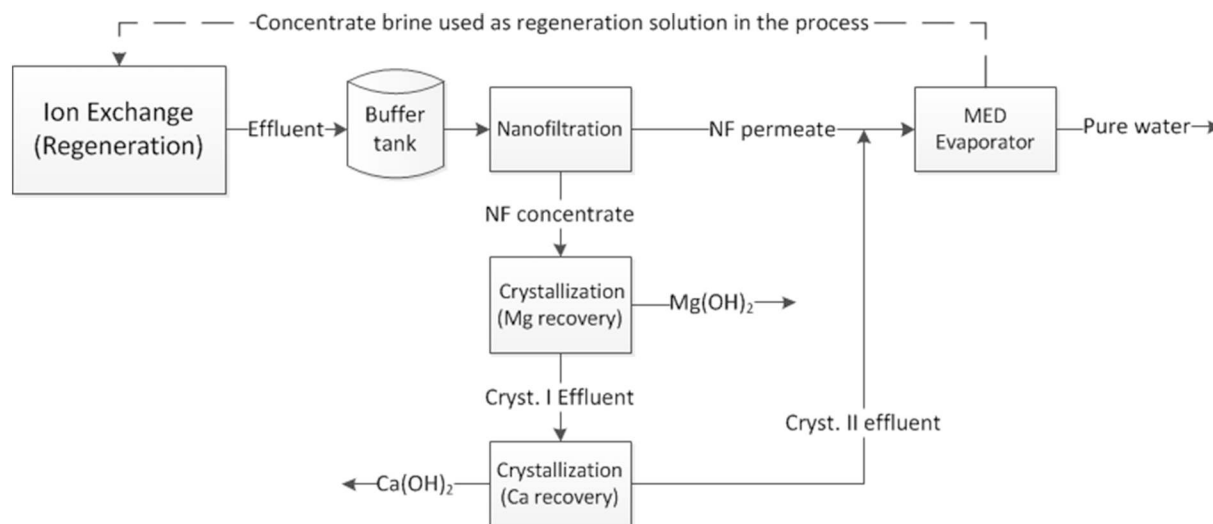 -Concentrate brine used as regeneration solution in the process
Ion Exchange
(Regeneration)
Effluent
Buffer
tank
Nanofiltration
NF permeate
MED
Evaporator
Pure water
NF concentrate
Crystallization
(Mg recovery)
Mg(OH)₂
Cryst. I Effluent
Cryst. II effluent
Crystallization
(Ca recovery)
Ca(OH)₂